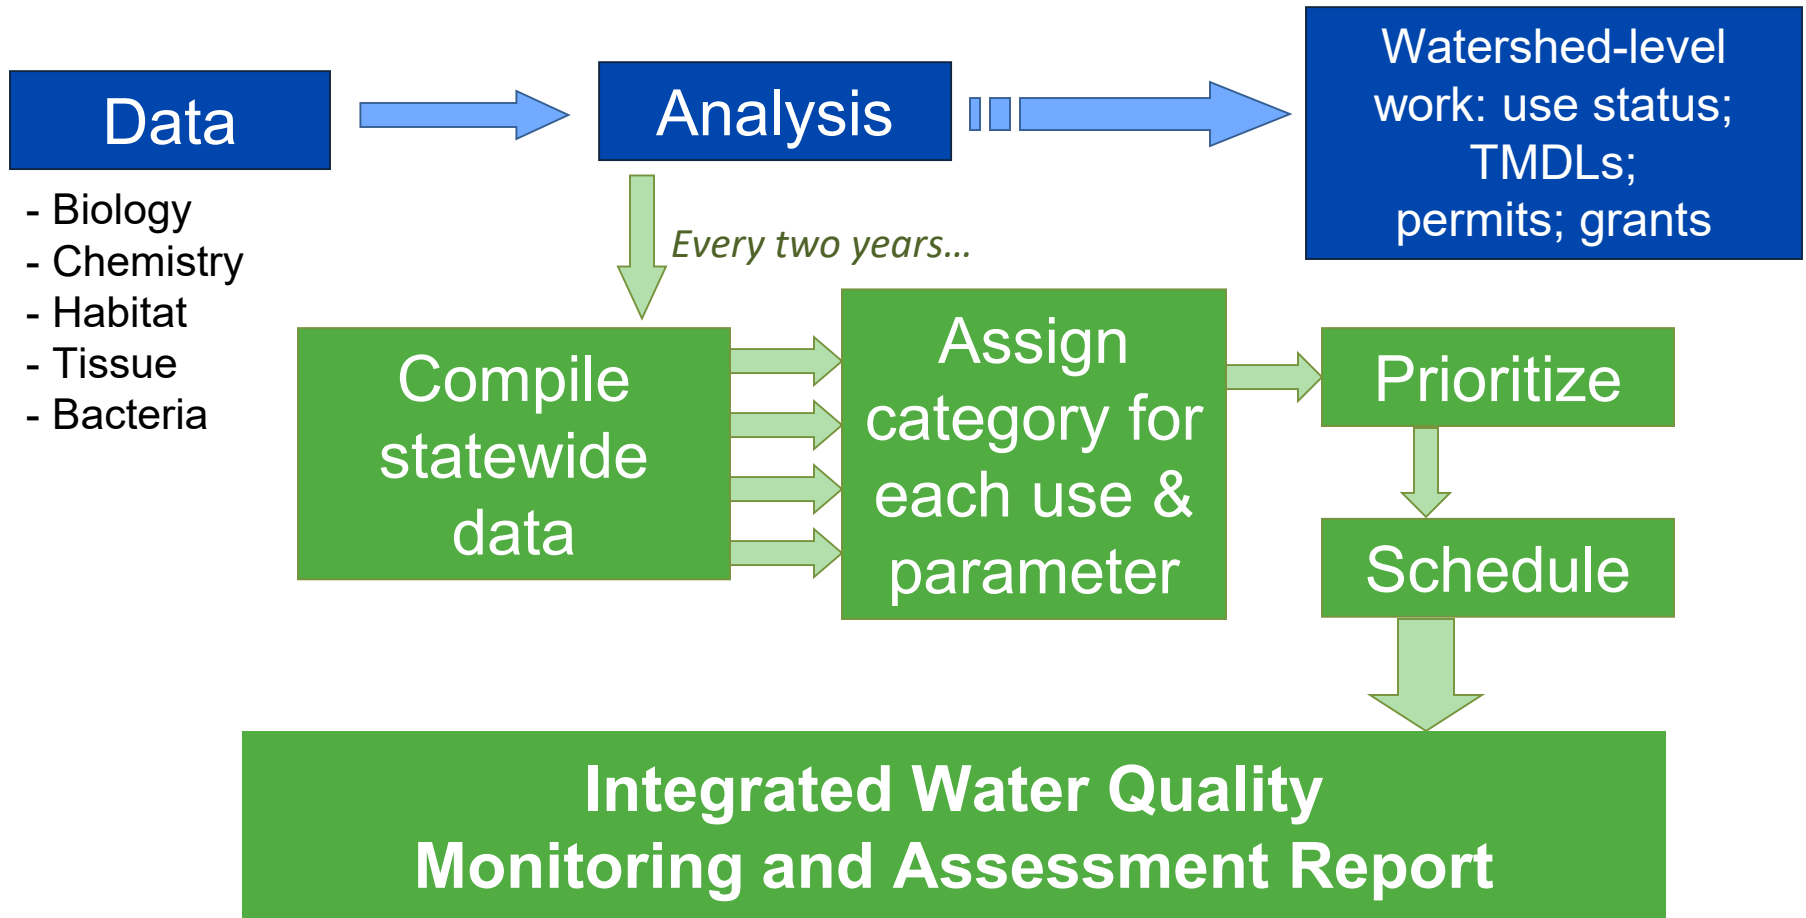 Data
- Biology
- Chemistry
- Habitat
- Tissue
- Bacteria
Analysis
Watershed-level
work: use status;
TMDLs;
permits; grants
Every two years...
Compile
statewide
data
Assign
category for
each use &
parameter
Prioritize
Schedule
Integrated Water Quality
Monitoring and Assessment Report